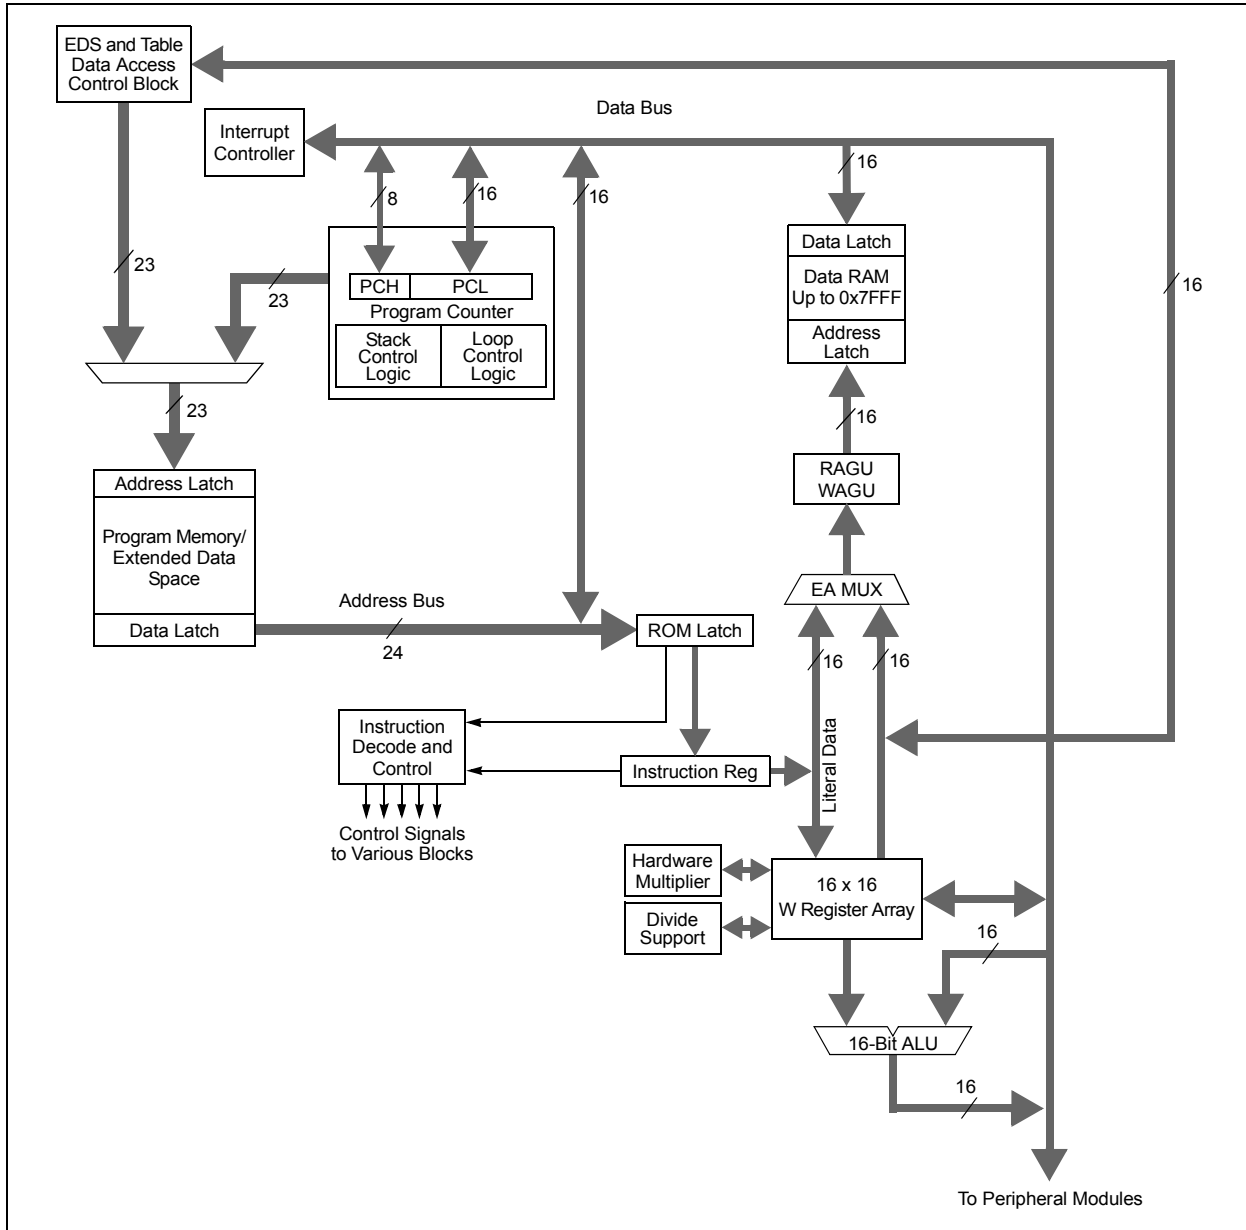 EDS and Table
Data Access
Control Block
16
Data Bus
Interrupt
Controller
8
16
16
16
23
23
PCH
PCL
Program Counter
Stack
Control
Logic
Loop
Control
Logic
Data Latch
Data RAM
Up to 0x7FFF
Address
Latch
16
23
16
RAGU
WAGU
Address Latch
Program Memory/
Extended Data
Space
Data Latch
EA MUX
Address Bus
24
ROM Latch
16
16
Instruction
Decode and
Control
Instruction Reg
Literal Data
Control Signals
to Various Blocks
Hardware
Multiplier
Divide
Support
16 x 16
W Register Array
16
16-Bit ALU
16
To Peripheral Modules